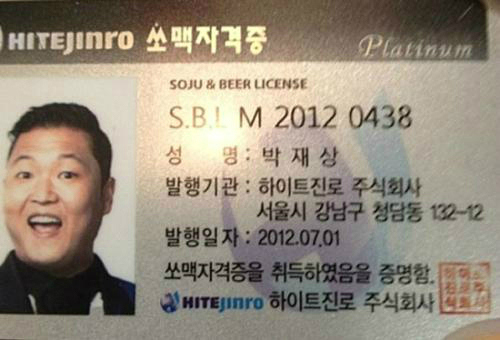 HITEJINRO 쏘맥자격증
Platinum
SOJU & BEER LICENSE
S.B.L M 2012 0438
성 명 : 박재상
발행기관 : 하이트진로 주식회사
서울시 강남구 청담동 132-12
발행일자 : 2012.07.01
쏘맥자격증을 취득하였음을 증명함.
HITEJINRO 하이트진로 주식회사